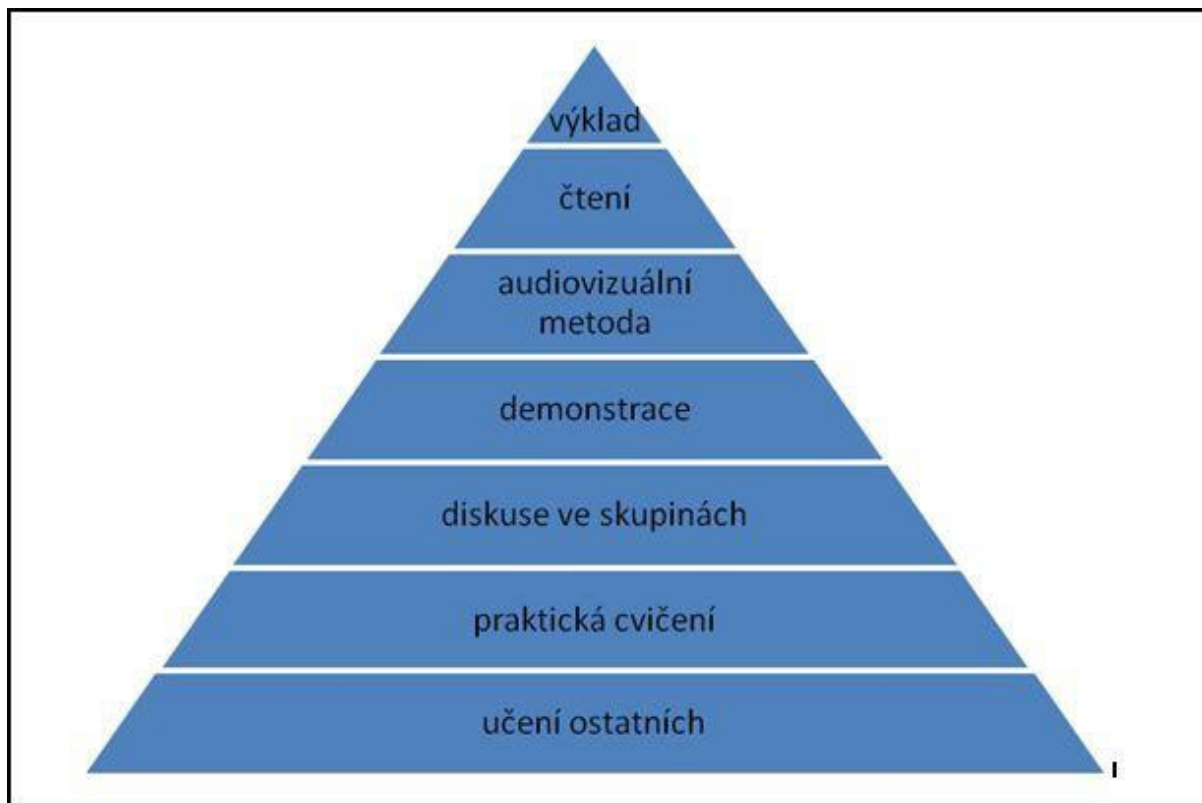 výklad
čtení
audiovizuální
metoda
demonstrace
diskuse ve skupinách
praktická cvičení
učení ostatních